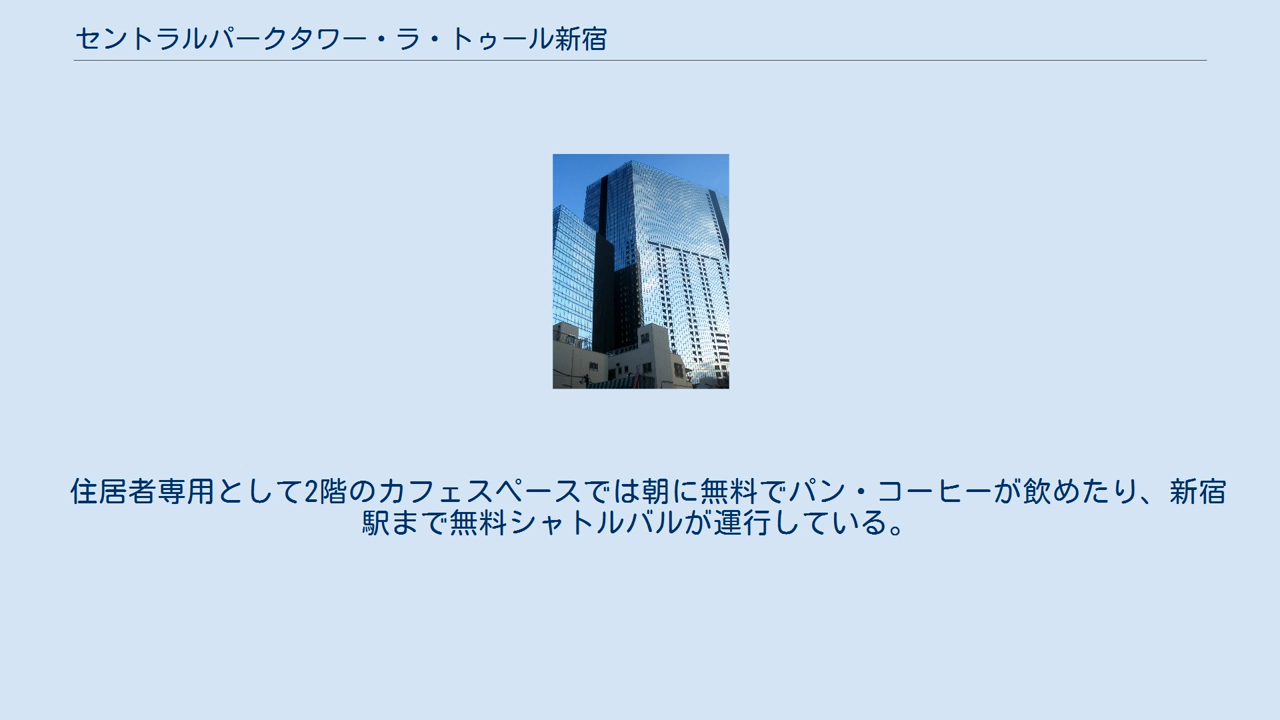 セントラルパークタワー・ラ・トゥール新宿
住居者専用として2階のカフェスペースでは朝に無料でパン・コーヒーが飲めたり、新宿
駅まで無料シャトルバルが運行している。